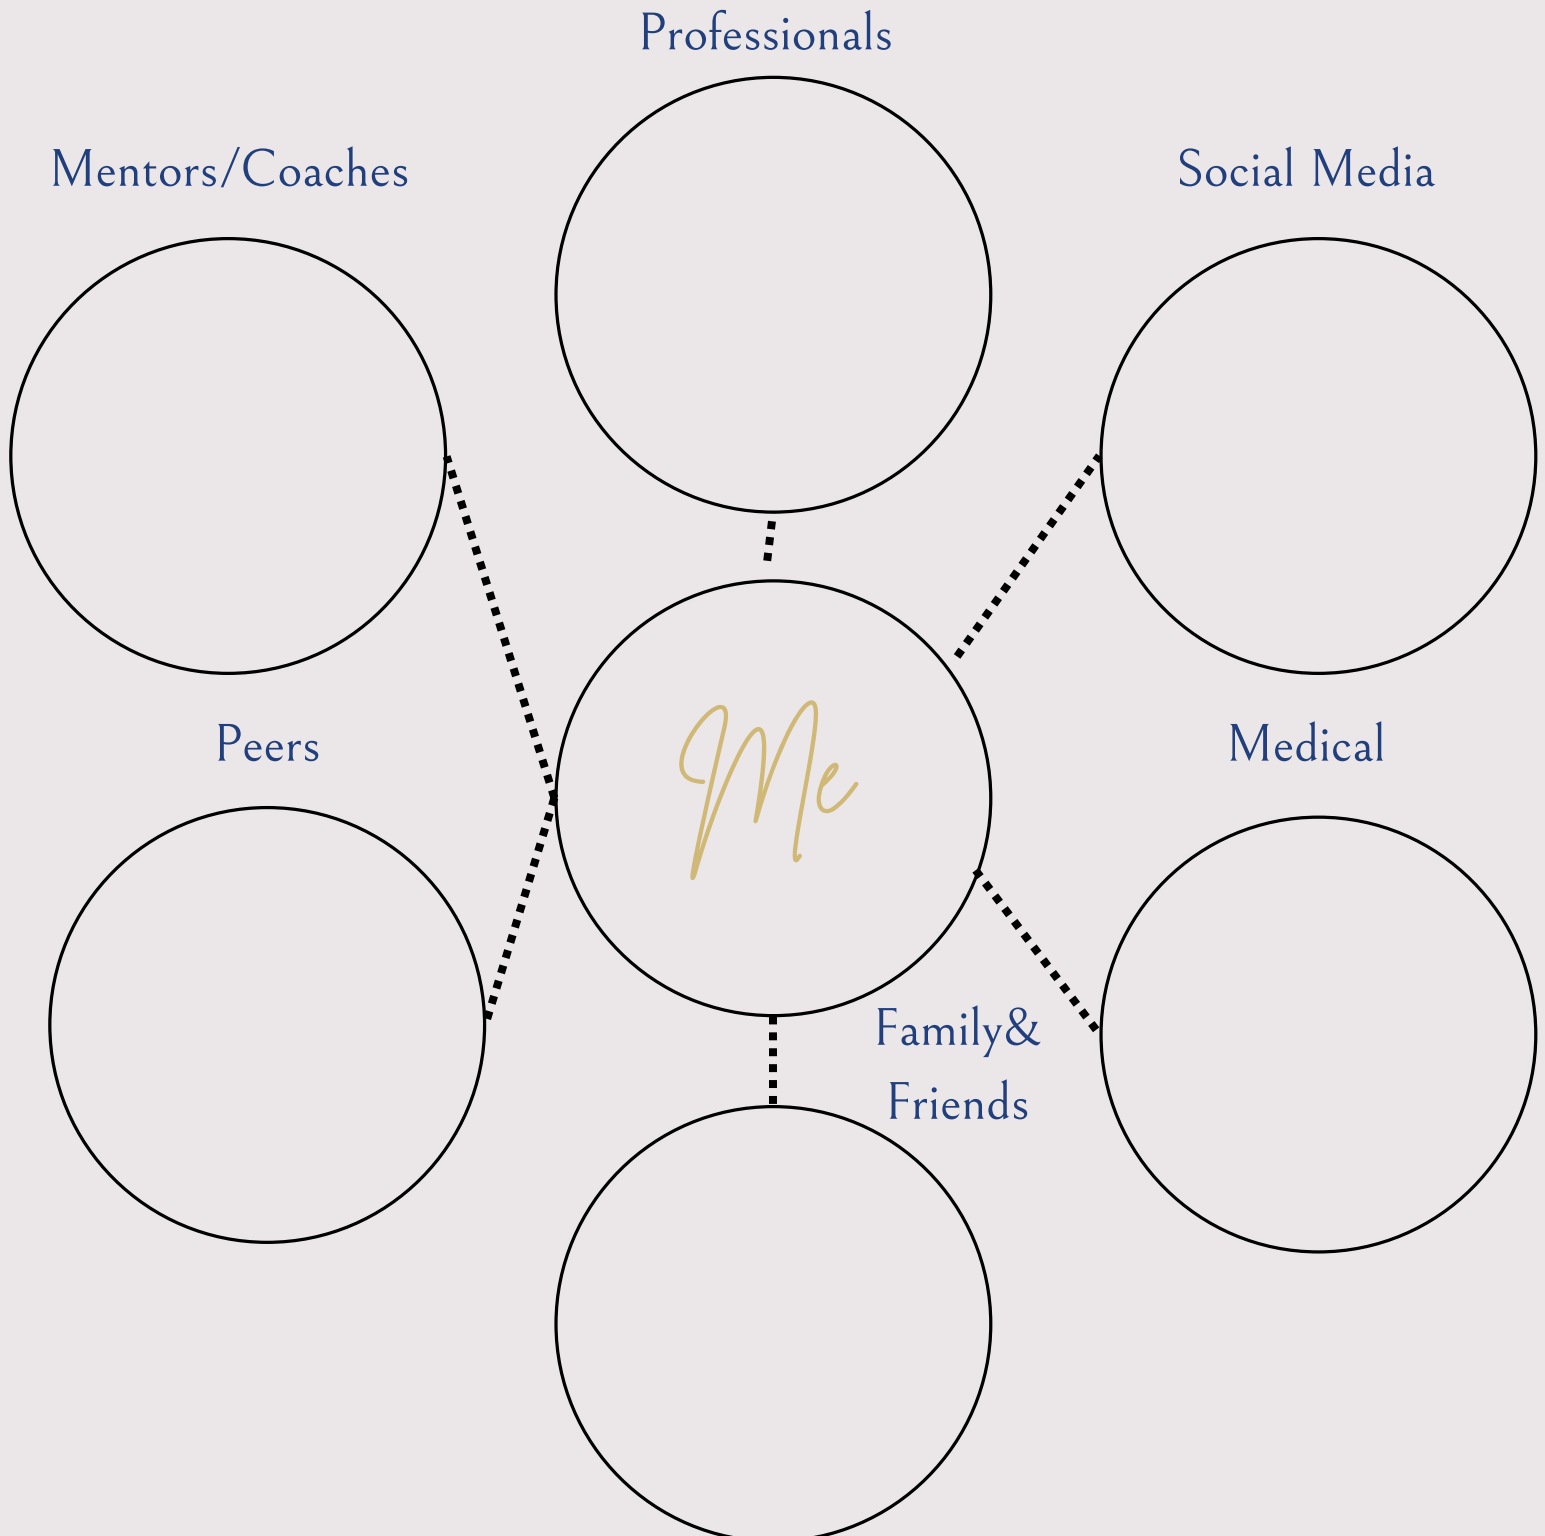 Professionals
Mentors/Coaches
Social Media
Me
Peers
Medical
Family&
Friends